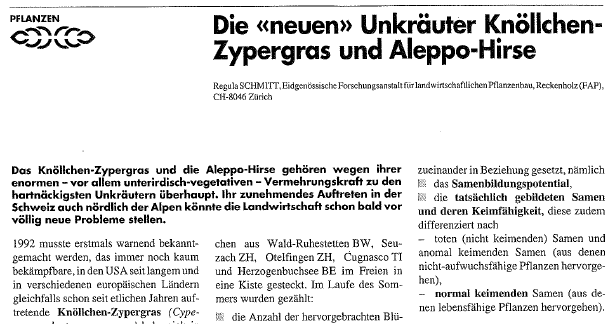 PFLANZEN
Die «neuen» Unkräuter Knöllchen-
Zypergras und Aleppo-Hirse
Regula SCHMITT, Eidgenössische Forschungsanstalt für landwirtschaftlichen Pflanzenbau, Reckenholz (FAP),
CH-8046 Zürich
Das Knöllchen-Zypergras und die Aleppo-Hirse gehören wegen ihrer
enormen – vor allem unterirdisch-vegetativen – Vermehrungskraft zu den
hartnäckigsten Unkräutern überhaupt. Ihr zunehmendes Auftreten in der
Schweiz auch nördlich der Alpen könnte die Landwirtschaft schon bald vor
völlig neue Probleme stellen.
1992 musste erstmals warnend bekannt-
gemacht werden, das immer noch kaum
bekämpfbare, in den USA seit langem und
in verschiedenen europäischen Ländern
gleichfalls schon seit etlichen Jahren auf-
tretende Knöllchen-Zypergras (Cype-
chen aus Wald-Ruhestetten BW, Seu-
zach ZH, Otelfingen ZH, Cugnasco TI
und Herzogenbuchsee BE im Freien in
eine Kiste gesteckt. Im Laufe des Som-
mers wurden gezählt:
die Anzahl der hervorgebrachten Blü-
zueinander in Beziehung gesetzt, nämlich
das Samenbildungspotential,
die tatsächlich gebildeten Samen
und deren Keimfähigkeit, diese zudem
differenziert nach
– toten (nicht keimenden) Samen und
anomal keimenden Samen (aus denen
nicht-aufwuchsfähige Pflanzen hervorge-
hen),
– normal keimenden Samen (aus de-
nen lebensfähige Pflanzen hervorgehen).